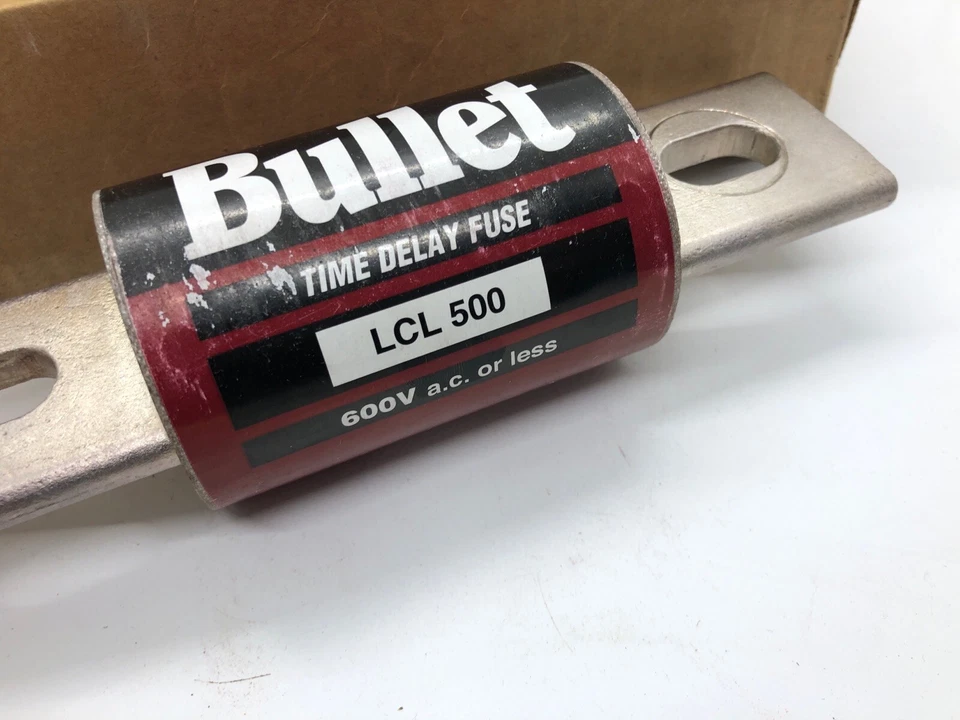 Bullet
TIME DELAY FUSE
LCL 500
600V a.c. or less